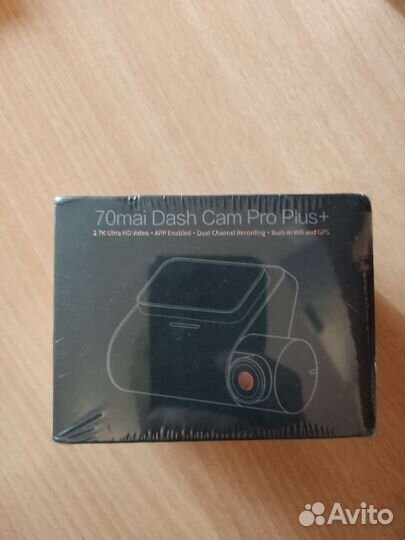 70mai Dash Cam Pro Plus+
2.7K Ultra HD Video • APP Enabled • Dual Channel Recording • Built-in Wifi and GPS
Avito